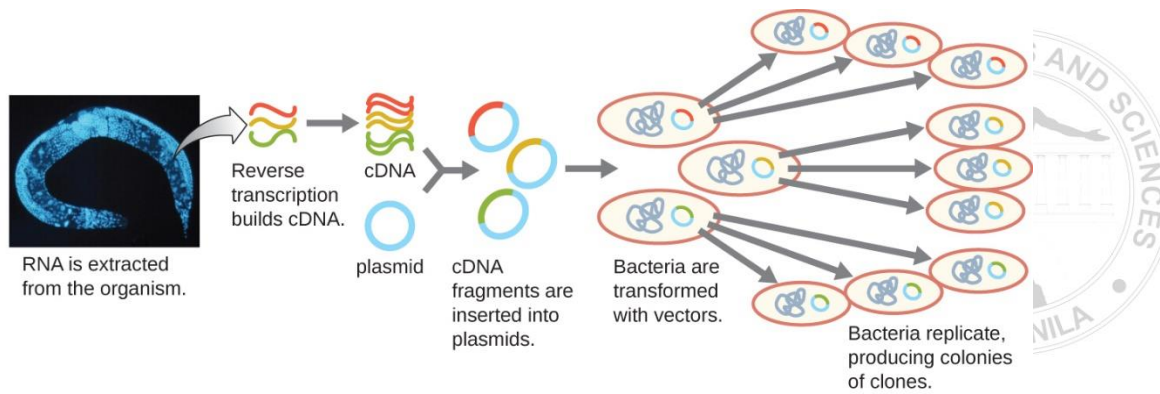 RNA is extracted
from the organism.
Reverse
transcription
builds cDNA.
cDNA
plasmid
cDNA
fragments are
inserted into
plasmids.
Bacteria are
transformed
with vectors.
Bacteria replicate,
producing colonies
of clones.
AND SCIENCES